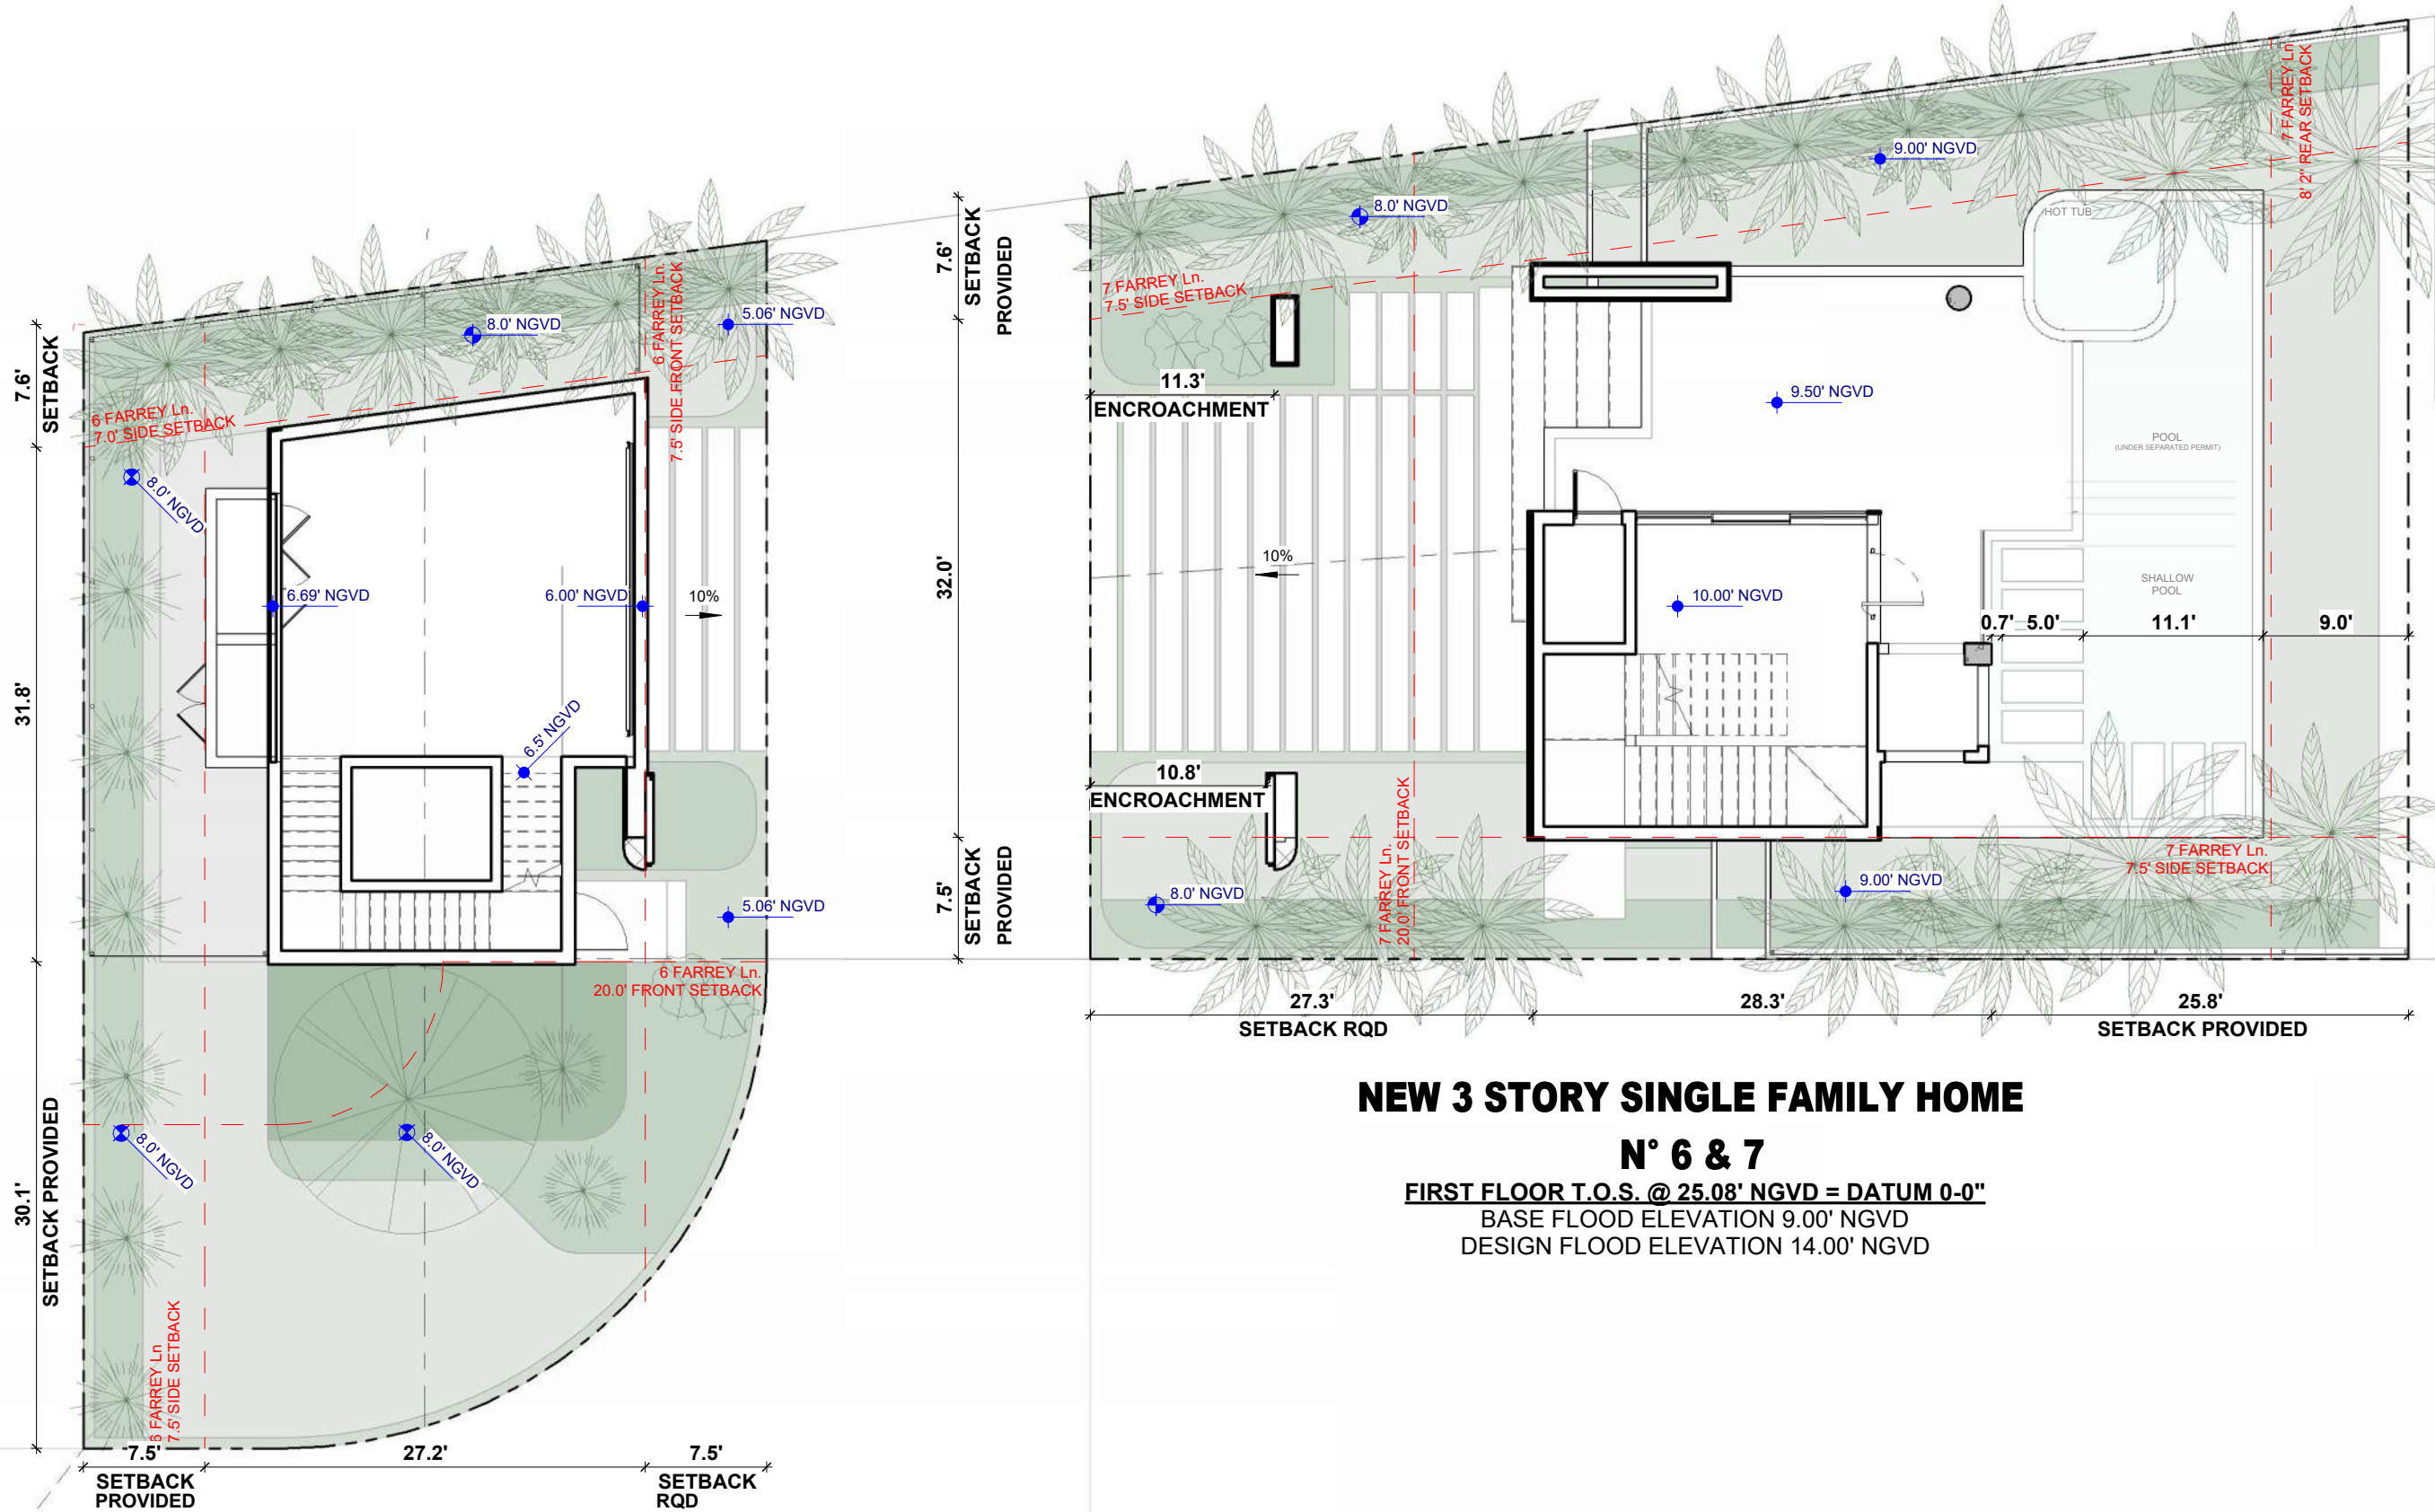 7.6'
SETBACK
31.8'
30.1'
SETBACK PROVIDED
6 FARREY Ln.
7.0' SIDE SETBACK
8.0' NGVD
5.06' NGVD
6 FARREY Ln.
7.5' SIDE FRONT SETBACK
8.0' NGVD
6.69' NGVD
6.00' NGVD
10%
6.5' NGVD
5.06' NGVD
6 FARREY Ln.
20.0' FRONT SETBACK
8.0' NGVD
8.0' NGVD
6 FARREY Ln
7.5' SIDE SETBACK
7.5'
27.2'
7.5'
SETBACK
PROVIDED
SETBACK
RQD
7.6'
SETBACK
PROVIDED
32.0'
7.5'
SETBACK
PROVIDED
7 FARREY Ln.
7.5' SIDE SETBACK
8.0' NGVD
9.00' NGVD
7 FARREY Ln
8' 2" REAR SETBACK
HOT TUB
11.3'
ENCROACHMENT
9.50' NGVD
POOL
(UNDER SEPARATED PERMIT)
10%
10.00' NGVD
SHALLOW
POOL
0.7'
5.0'
11.1'
9.0'
10.8'
ENCROACHMENT
7 FARREY Ln.
20.0' FRONT SETBACK
8.0' NGVD
9.00' NGVD
7 FARREY Ln.
7.5' SIDE SETBACK
27.3'
28.3'
25.8'
SETBACK RQD
SETBACK PROVIDED
NEW 3 STORY SINGLE FAMILY HOME
N° 6 & 7
FIRST FLOOR T.O.S. @ 25.08' NGVD = DATUM 0-0"
BASE FLOOD ELEVATION 9.00' NGVD
DESIGN FLOOD ELEVATION 14.00' NGVD